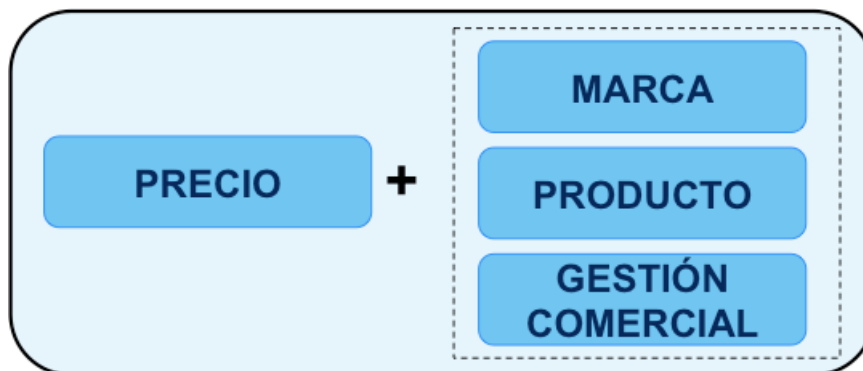 PRECIO
+
MARCA
PRODUCTO
GESTIÓN
COMERCIAL